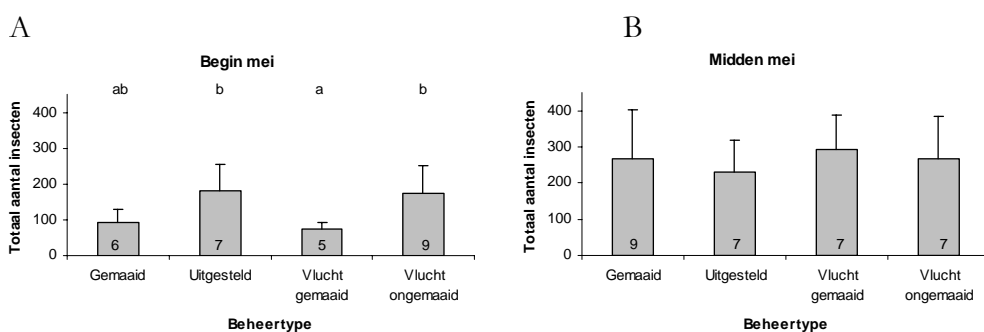 A
Begin mei
Totaal aantal insecten
ab b a b
400
300
200
100
0
6 7 5 9
Gemaaid Uitgesteld Vlucht gemaaid Vlucht ongemaaid
Beheertype
B
Midden mei
Totaal aantal insecten
400
300
200
100
0
9 7 7 7
Gemaaid Uitgesteld Vlucht gemaaid Vlucht ongemaaid
Beheertype